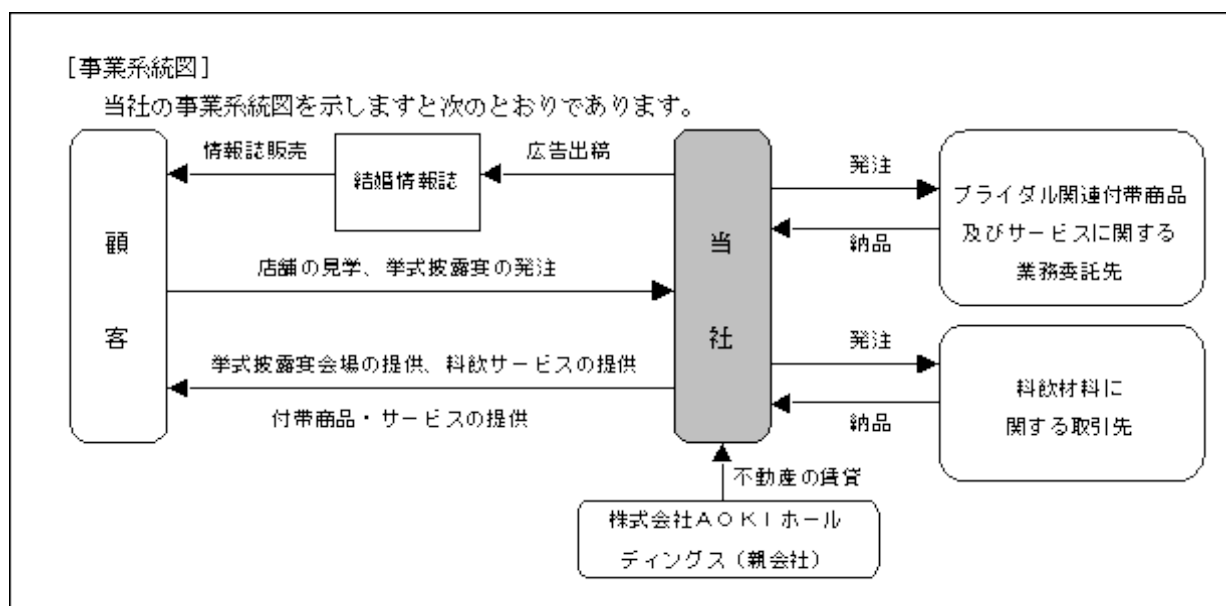 [事業系統図]
当社の事業系統図を示しますと次のとおりであります。
情報誌販売
結婚情報誌
広告出稿
発注
ブライダル関連付帯商品
及びサービスに関する
業務委託先
納品
顧客
店舗の見学、挙式披露宴の発注
当社
挙式披露宴会場の提供、料飲サービスの提供
付帯商品・サービスの提供
発注
料飲材料に
関する取引先
納品
不動産の賃貸
株式会社AOKIホール
ディングス(親会社)